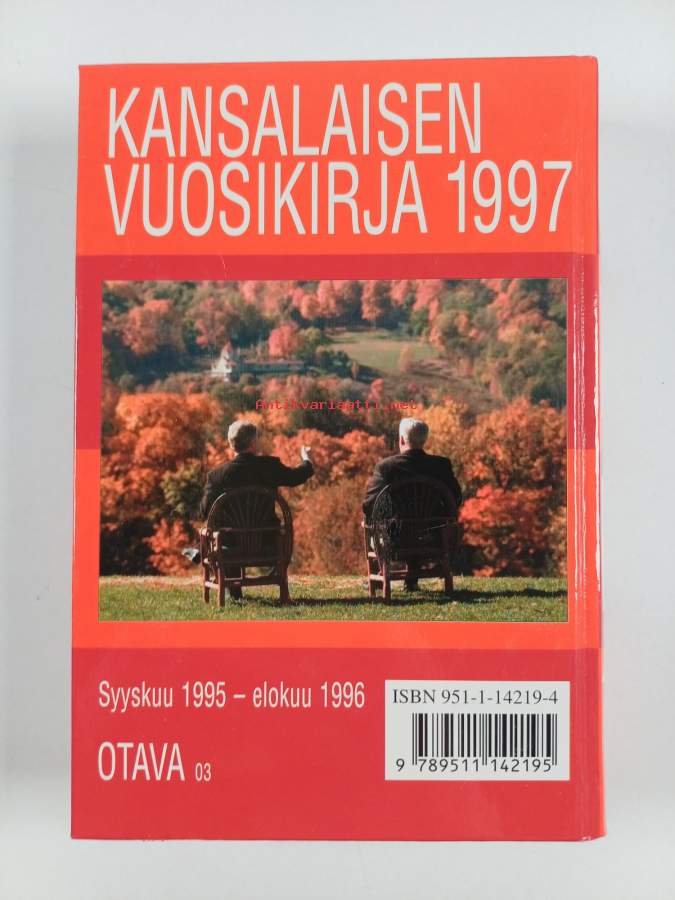 KANSALAISEN
VUOSIKIRJA 1997
Antikvariaatti.net
Syyskuu 1995 – elokuu 1996
ISBN 951-1-14219-4
OTAVA 03
9 789511 142195